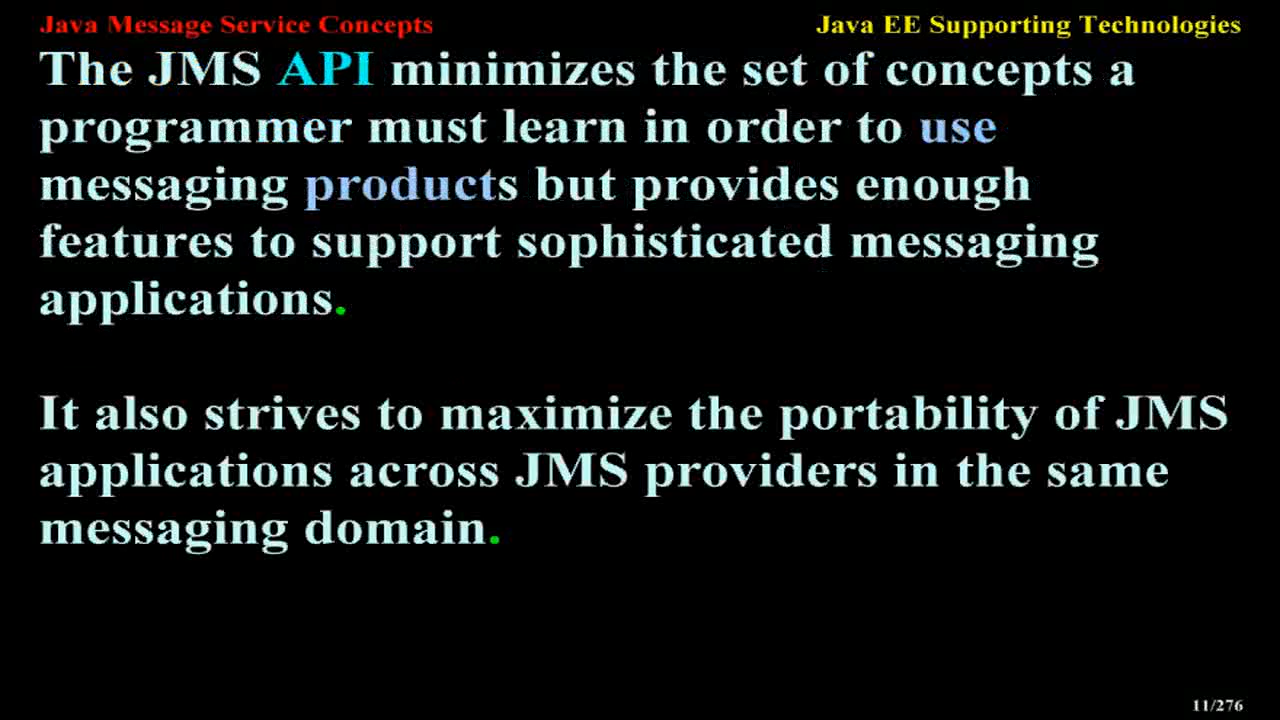 Java Message Service Concepts
Java EE Supporting Technologies
The JMS API minimizes the set of concepts a
programmer must learn in order to use
messaging products but provides enough
features to support sophisticated messaging
applications.
It also strives to maximize the portability of JMS
applications across JMS providers in the same
messaging domain.
11/276